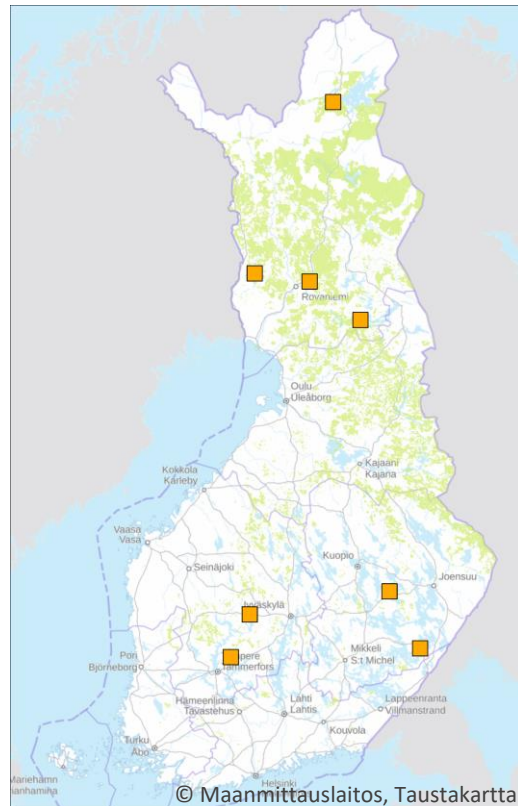 Rovaniemi
Oulu
Uleåborg
Kajaani
Kajana
Kokkola
Karleby
Vaasa
Vasa
Seinäjoki
Kuopio
Joensuu
Jyväskylä
Pori
Björneborg
pere
Tammerfors
Mikkeli
S:t Michel
Hämeenlinna
Tavastehus
Lahti
Lahtis
Lappeenranta
Villmanstrand
Kouvola
Turku
Åbo
Helsinki
© Maanmittauslaitos, Taustakartta